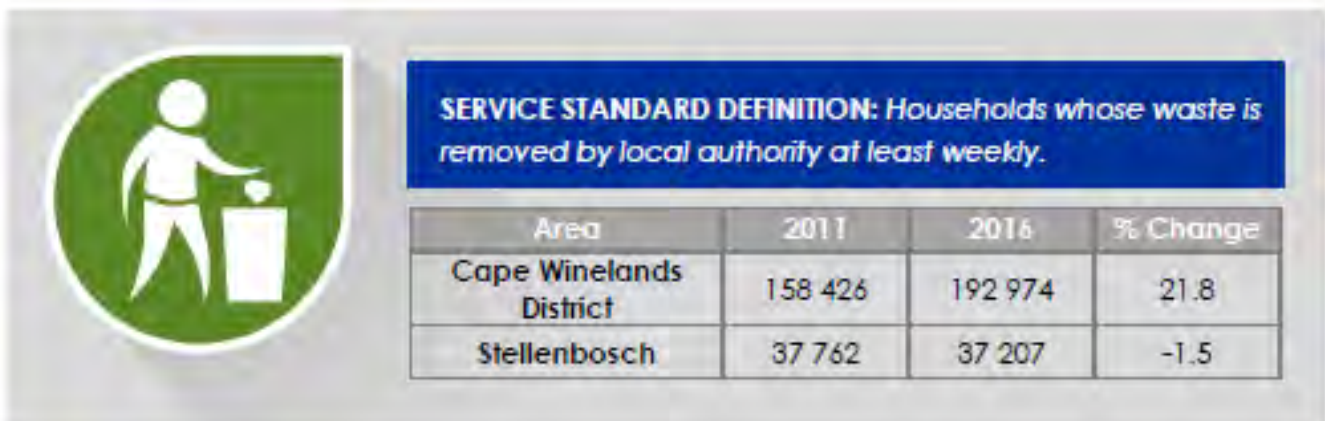 SERVICE STANDARD DEFINITION: Households whose waste is
removed by local authority at least weekly.
Area 2011 2016 % Change
Cape Winelands
District 158 426 192 974 21.8
Stellenbosch 37 762 37 207 -1.5